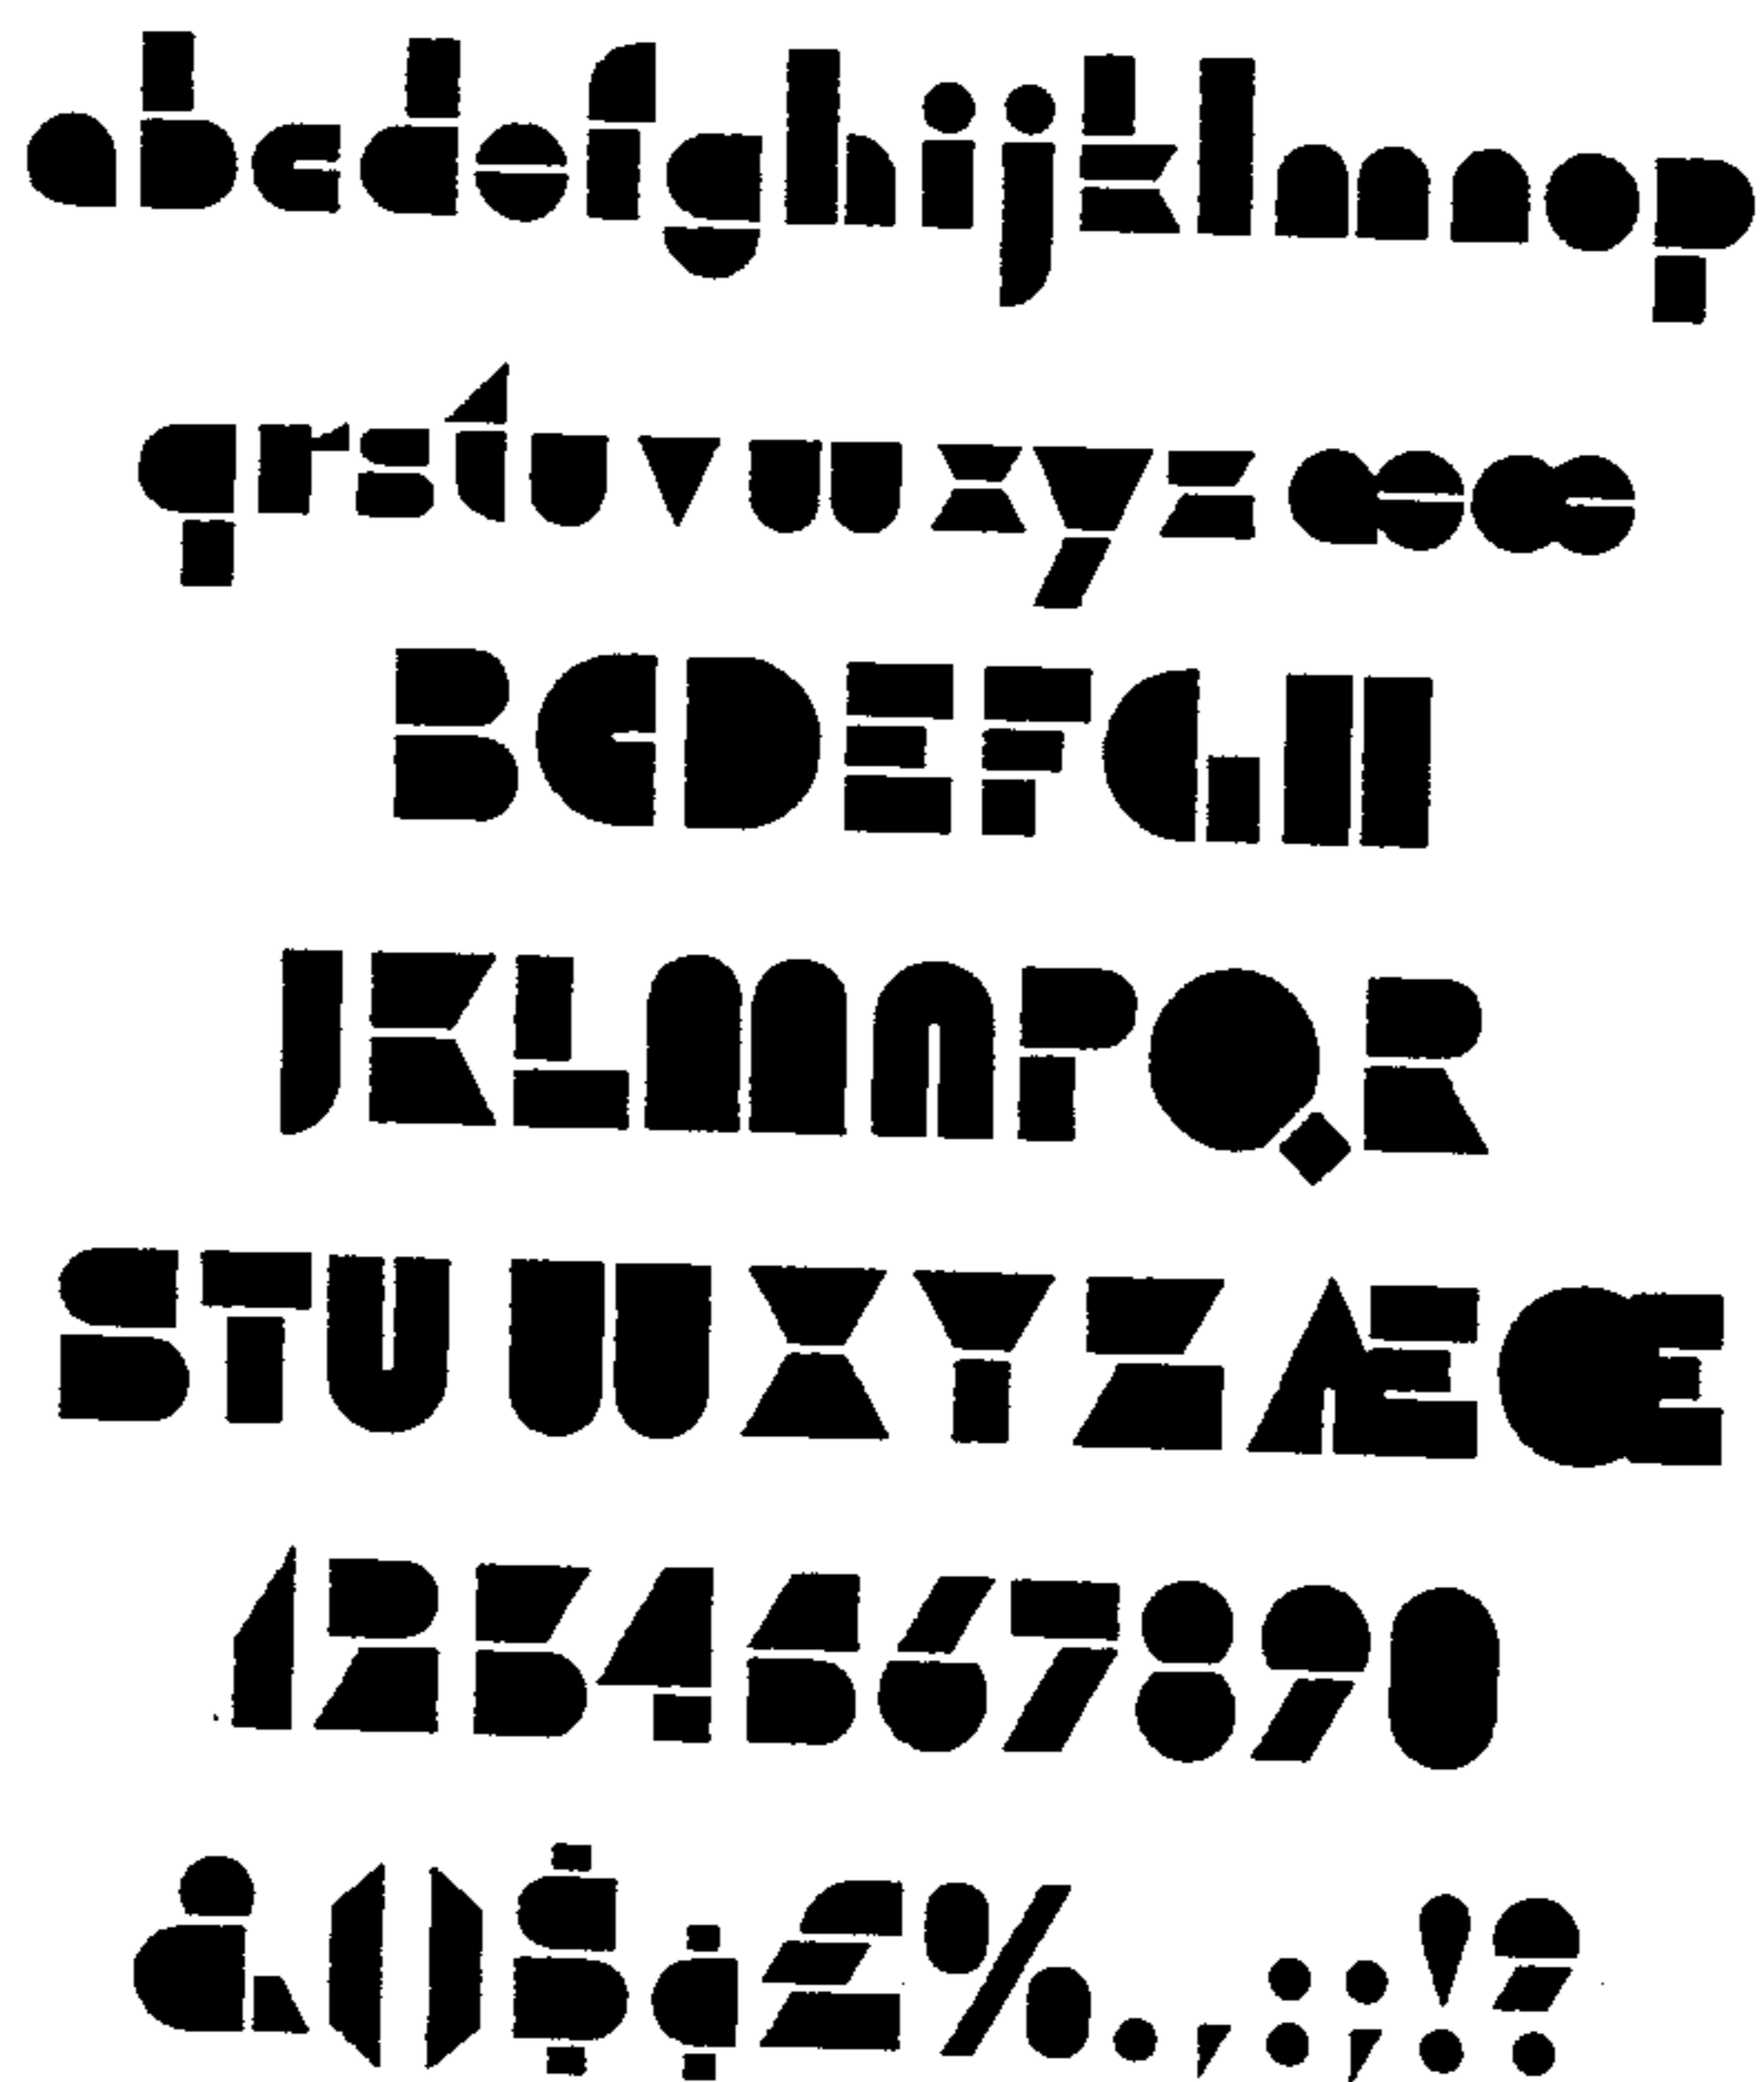 abcdefghijklmnop
qrstuvwxyzæœ
BCDEFGH
JKLMNPQR
STUWXYZÆŒ
1234567890
&()$¢£%.,:;!?